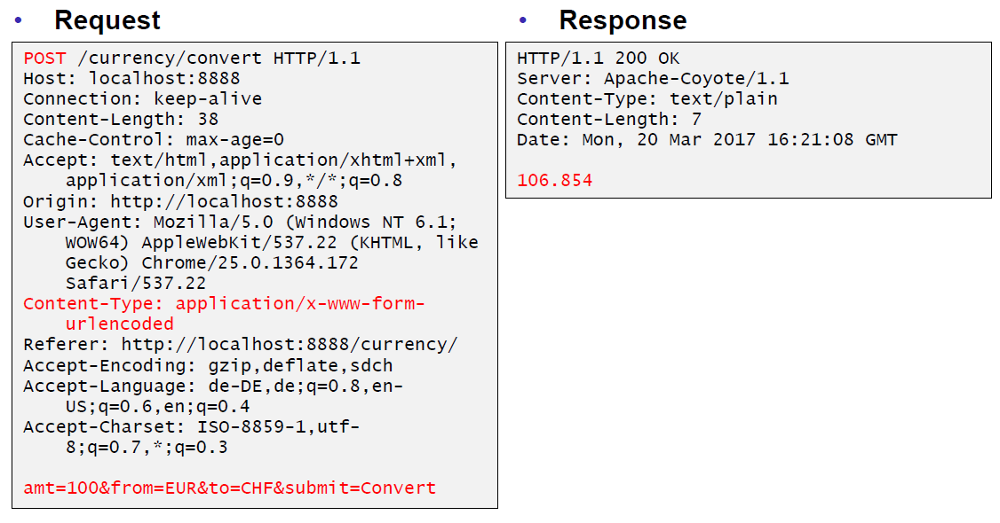 • Request
POST /currency/convert HTTP/1.1
Host: localhost:8888
Connection: keep-alive
Content-Length: 38
Cache-Control: max-age=0
Accept: text/html,application/xhtml+xml,
application/xml;q=0.9,*/*;q=0.8
Origin: http://localhost:8888
User-Agent: Mozilla/5.0 (Windows NT 6.1;
WOW64) AppleWebKit/537.22 (KHTML, like
Gecko) Chrome/25.0.1364.172
Safari/537.22
Content-Type: application/x-www-form-
urlencoded
Referer: http://localhost:8888/currency/
Accept-Encoding: gzip,deflate,sdch
Accept-Language: de-DE,de;q=0.8,en-
US;q=0.6,en;q=0.4
Accept-Charset: ISO-8859-1,utf-
8;q=0.7,*;q=0.3
amt=100&from=EUR&to=CHF&submit=Convert
• Response
HTTP/1.1 200 OK
Server: Apache-Coyote/1.1
Content-Type: text/plain
Content-Length: 7
Date: Mon, 20 Mar 2017 16:21:08 GMT
106.854